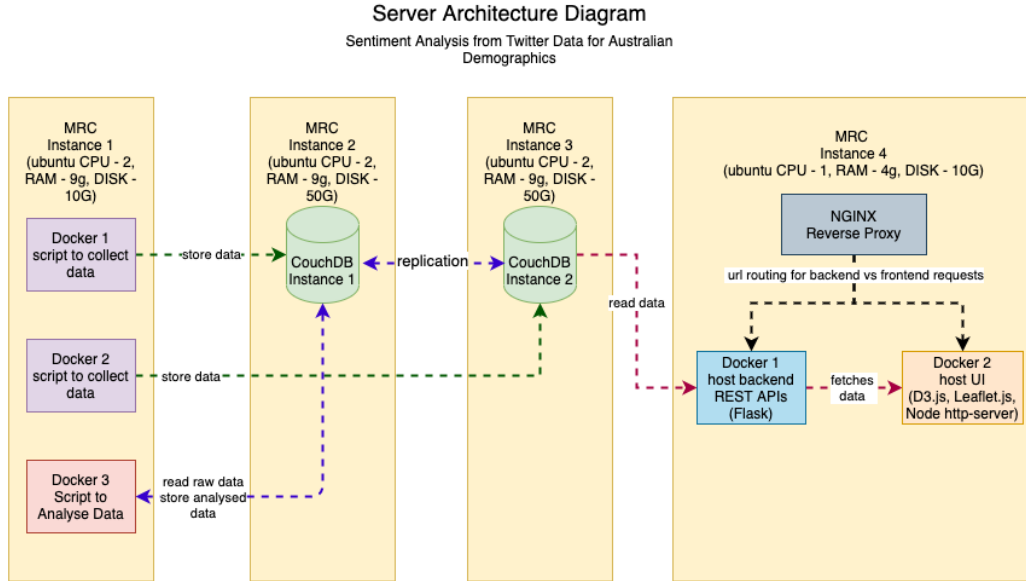 Server Architecture Diagram
Sentiment Analysis from Twitter Data for Australian
Demographics
MRC
Instance 1
(ubuntu CPU - 2,
RAM - 9g, DISK -
10G)
Docker 1
script to collect
data
Docker 2
script to collect
data
Docker 3
Script to
Analyse Data
store data
store data
read raw data
store analysed
data
MRC
Instance 2
(ubuntu CPU - 2,
RAM - 9g, DISK -
50G)
CouchDB
Instance 1
replication
MRC
Instance 3
(ubuntu CPU - 2,
RAM - 9g, DISK -
50G)
CouchDB
Instance 2
read data
MRC
Instance 4
(ubuntu CPU - 1, RAM - 4g, DISK - 10G)
NGINX
Reverse Proxy
url routing for backend vs frontend requests
Docker 1
host backend
REST APIs
(Flask)
fetches
data
Docker 2
host UI
(D3.js, Leaflet.js,
Node http-server)